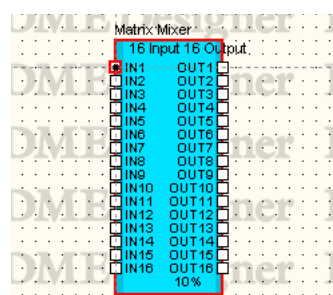 DME Designer
Matrix Mixer
16 Input 16 Output
IN1 OUT1
IN2 OUT2
IN3 OUT3
IN4 OUT4
IN5 OUT5
IN6 OUT6
IN7 OUT7
IN8 OUT8
IN9 OUT9
IN10 OUT10
IN11 OUT11
IN12 OUT12
IN13 OUT13
IN14 OUT14
IN15 OUT15
IN16 OUT16
10%